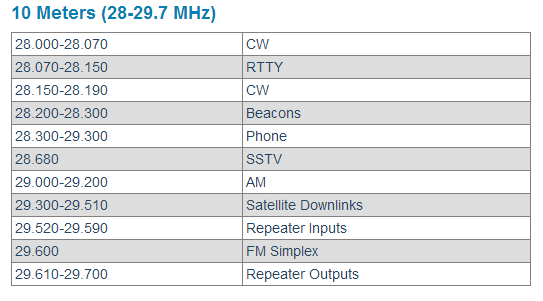 10 Meters (28-29.7 MHz)
28.000-28.070 CW
28.070-28.150 RTTY
28.150-28.190 CW
28.200-28.300 Beacons
28.300-29.300 Phone
28.680 SSTV
29.000-29.200 AM
29.300-29.510 Satellite Downlinks
29.520-29.590 Repeater Inputs
29.600 FM Simplex
29.610-29.700 Repeater Outputs